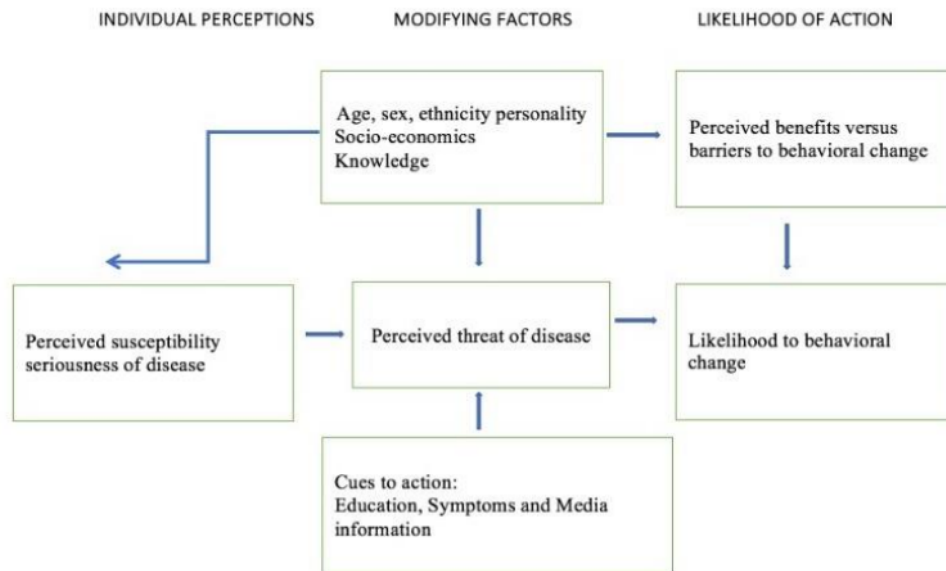 INDIVIDUAL PERCEPTIONS
MODIFYING FACTORS
LIKELIHOOD OF ACTION
Age, sex, ethnicity personality
Socio-economics
Knowledge
Perceived benefits versus
barriers to behavioral change
Perceived susceptibility
seriousness of disease
Perceived threat of disease
Likelihood to behavioral
change
Cues to action:
Education, Symptoms and Media
information